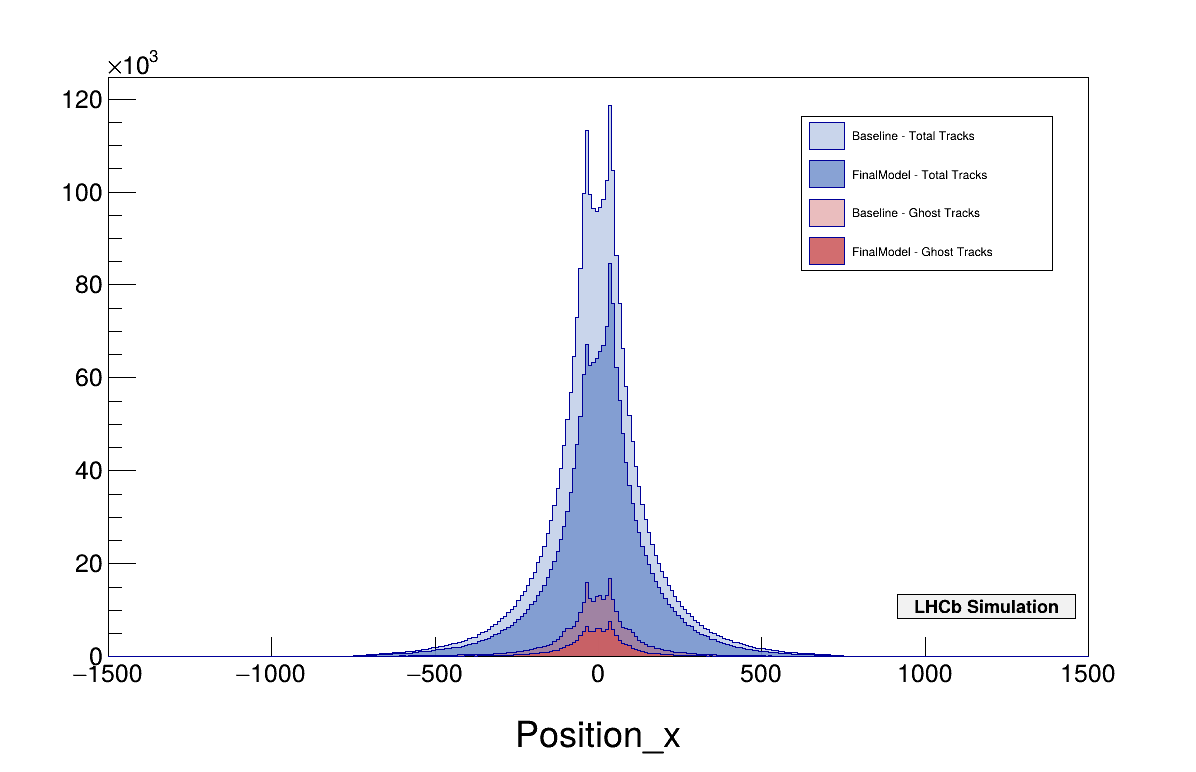 ×10³
120
100
80
60
40
20
0
−1500
−1000
−500
0
500
1000
1500
Position_x
Baseline - Total Tracks
FinalModel - Total Tracks
Baseline - Ghost Tracks
FinalModel - Ghost Tracks
LHCb Simulation